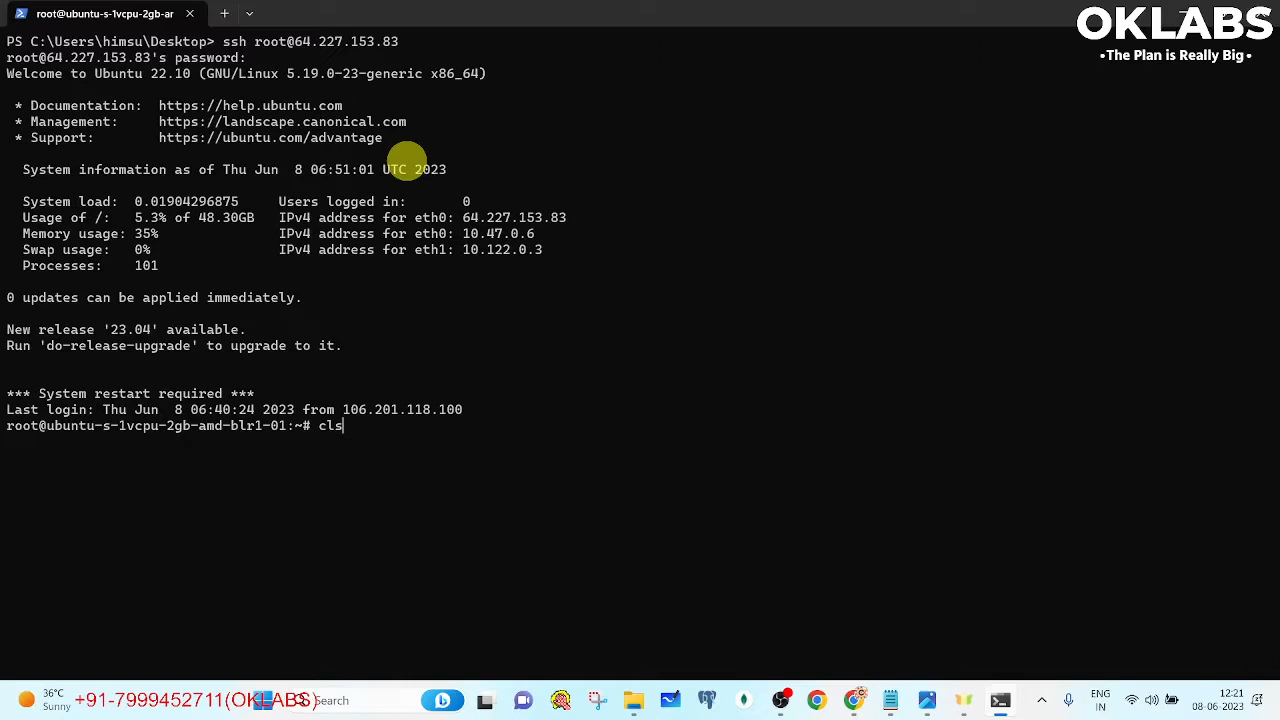 root@ubuntu-s-1vcpu-2gb-ar
OKLABS
•The Plan is Really Big•
PS C:\Users\himsu\Desktop> ssh root@64.227.153.83
root@64.227.153.83's password:
Welcome to Ubuntu 22.10 (GNU/Linux 5.19.0-23-generic x86_64)
* Documentation:  https://help.ubuntu.com
* Management:     https://landscape.canonical.com
* Support:        https://ubuntu.com/advantage
System information as of Thu Jun  8 06:51:01 UTC 2023
System load:  0.01904296875     Users logged in:       0
Usage of /:   5.3% of 48.30GB   IPv4 address for eth0: 64.227.153.83
Memory usage: 35%               IPv4 address for eth0: 10.47.0.6
Swap usage:   0%                IPv4 address for eth1: 10.122.0.3
Processes:    101
0 updates can be applied immediately.
New release '23.04' available.
Run 'do-release-upgrade' to upgrade to it.
*** System restart required ***
Last login: Thu Jun  8 06:40:24 2023 from 106.201.118.100
root@ubuntu-s-1vcpu-2gb-amd-blr1-01:~# cls
36°C
Sunny
+91-7999452711(OKLABS)
Search
ENG
IN
12:21
08-06-2023